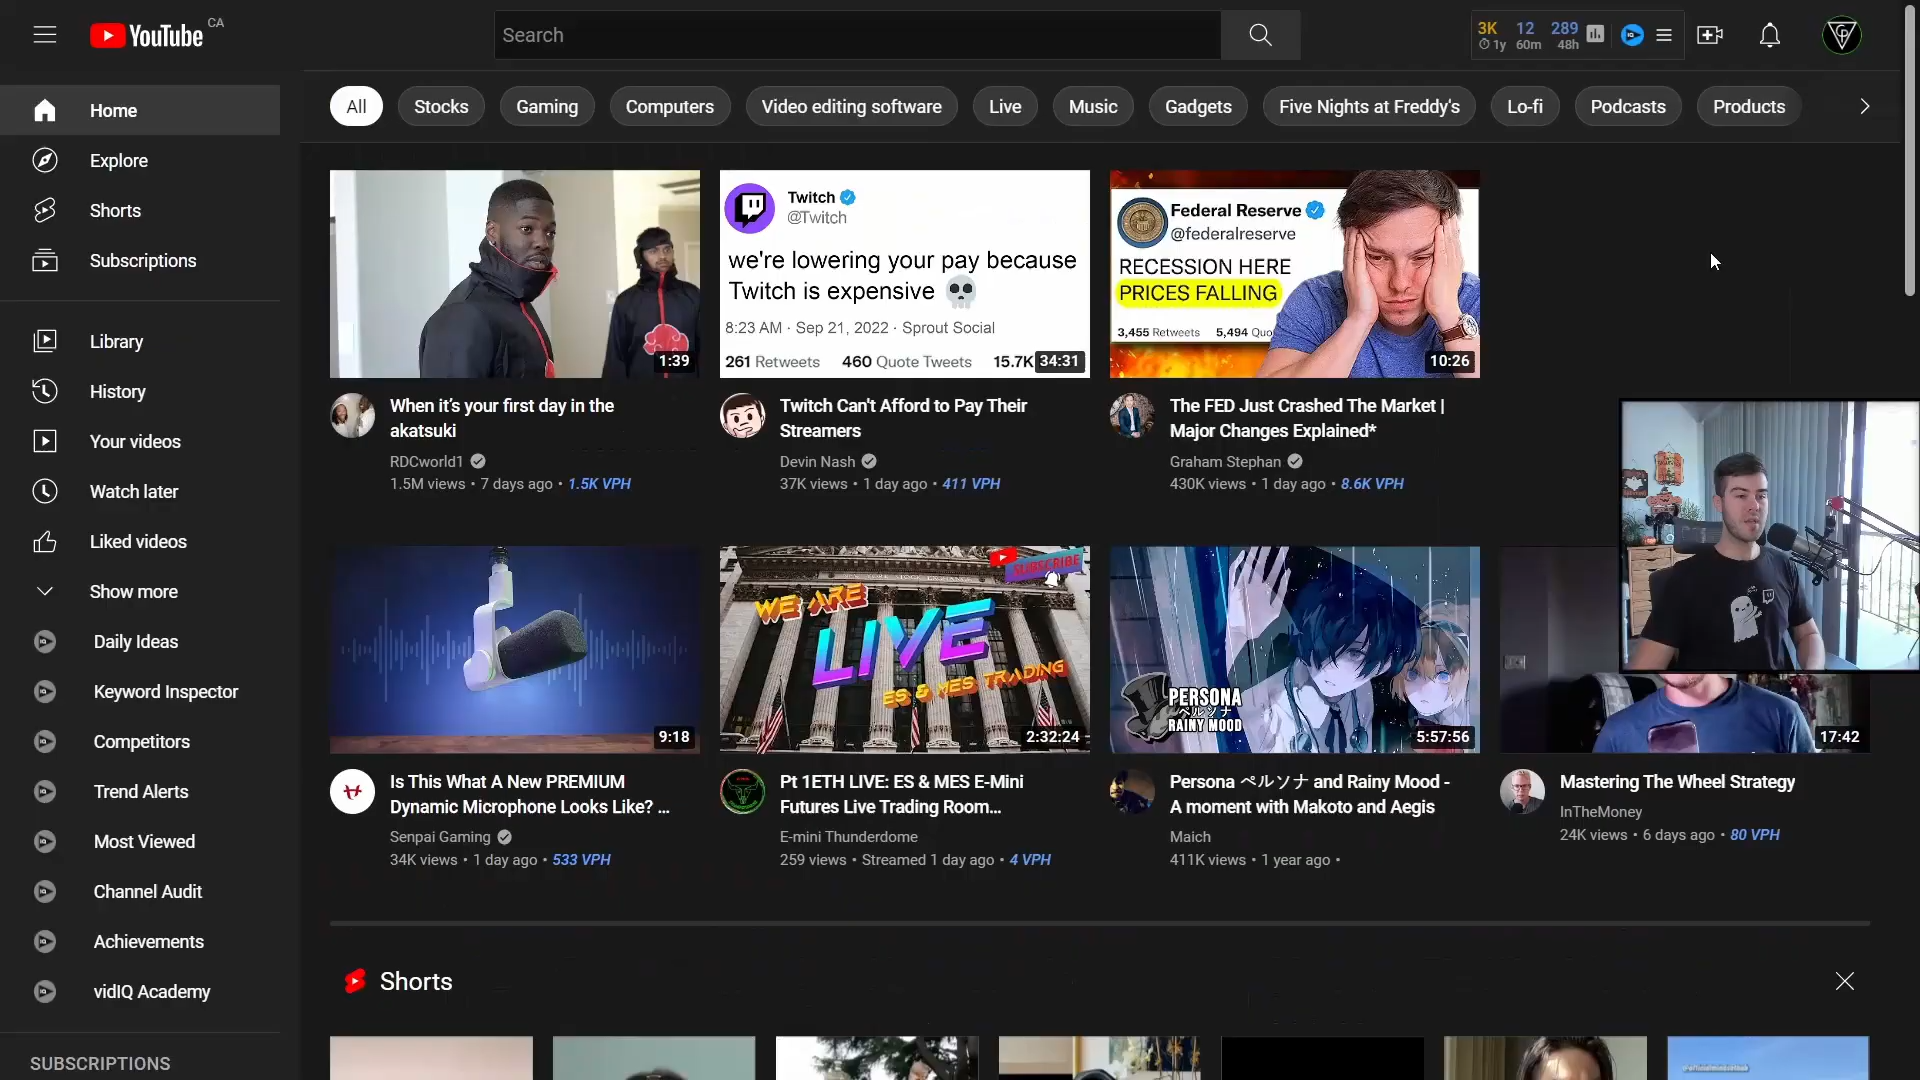 YouTube CA
Search
3K 12 289
1y 60m 48h
Home
Explore
Shorts
Subscriptions
Library
History
Your videos
Watch later
Liked videos
Show more
Daily Ideas
Keyword Inspector
Competitors
Trend Alerts
Most Viewed
Channel Audit
Achievements
vidIQ Academy
SUBSCRIPTIONS
All Stocks Gaming Computers Video editing software Live Music Gadgets Five Nights at Freddy's Lo-fi Podcasts Products
1:39
When it's your first day in the
akatsuki
RDCworld1
1.5M views • 7 days ago • 1.5K VPH
Twitch
@Twitch
we're lowering your pay because
Twitch is expensive 💀
8:23 AM · Sep 21, 2022 · Sprout Social
261 Retweets 460 Quote Tweets 15.7K
34:31
Twitch Can't Afford to Pay Their
Streamers
Devin Nash
37K views • 1 day ago • 411 VPH
Federal Reserve
@federalreserve
RECESSION HERE
PRICES FALLING
3,455 Retweets 5,494 Quo
10:26
The FED Just Crashed The Market |
Major Changes Explained*
Graham Stephan
430K views • 1 day ago • 8.6K VPH
9:18
Is This What A New PREMIUM
Dynamic Microphone Looks Like? ...
Senpai Gaming
34K views • 1 day ago • 533 VPH
SUBSCRIBE
WE ARE
LIVE
ES & MES TRADING
2:32:24
Pt 1ETH LIVE: ES & MES E-Mini
Futures Live Trading Room...
E-mini Thunderdome
259 views • Streamed 1 day ago • 4 VPH
PERSONA
ペルソナ
RAINY MOOD
5:57:56
Persona ペルソナ and Rainy Mood -
A moment with Makoto and Aegis
Maich
411K views • 1 year ago •
17:42
Mastering The Wheel Strategy
InTheMoney
24K views • 6 days ago • 80 VPH
Shorts